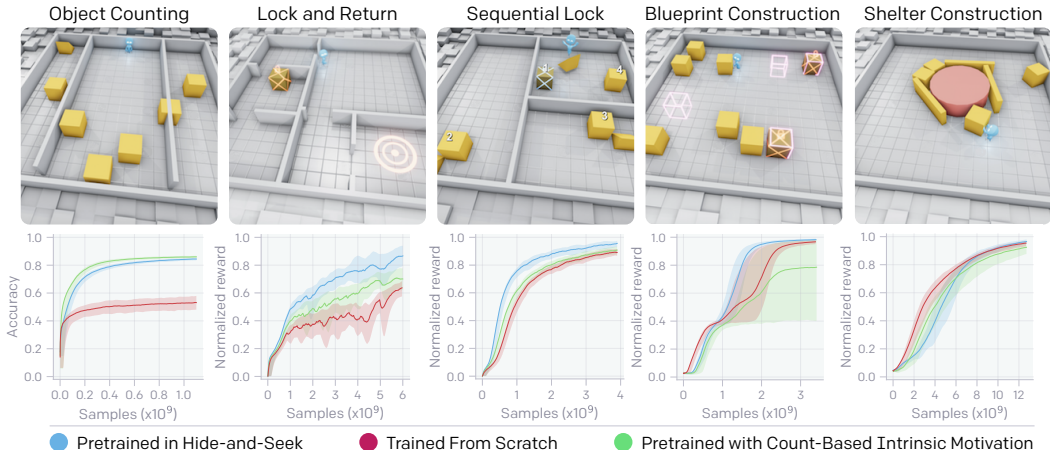 Object Counting
Lock and Return
Sequential Lock
Blueprint Construction
Shelter Construction
4
4
3
2
Accuracy
1.0
0.8
0.6
0.4
0.2
0.0
0.0 0.2 0.4 0.6 0.8 1.0
Samples (x10⁹)
Normalized reward
1.0
0.8
0.6
0.4
0.2
0.0
0 1 2 3 4 5 6
Samples (x10⁹)
Normalized reward
1.0
0.8
0.6
0.4
0.2
0.0
0 1 2 3 4
Samples (x10⁹)
Normalized reward
1.0
0.8
0.6
0.4
0.2
0.0
0 1 2 3
Samples (x10⁹)
Normalized reward
1.0
0.8
0.6
0.4
0.2
0.0
0 2 4 6 8 10 12
Samples (x10⁹)
Pretrained in Hide-and-Seek
Trained From Scratch
Pretrained with Count-Based Intrinsic Motivation